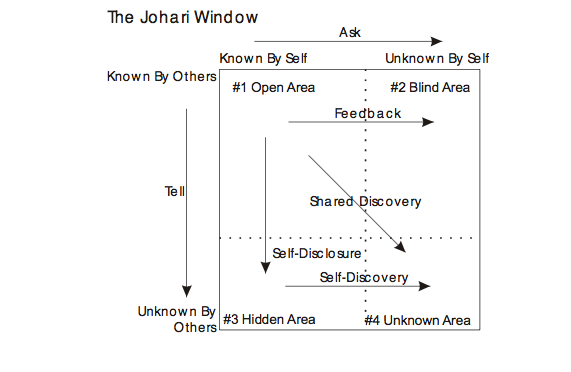 The Johari Window
Ask
Known By Self
Unknown By Self
Known By Others
#1 Open Area
#2 Blind Area
Feedback
Tell
Shared Discovery
Self-Disclosure
Self-Discovery
Unknown By
Others
#3 Hidden Area
#4 Unknown Area